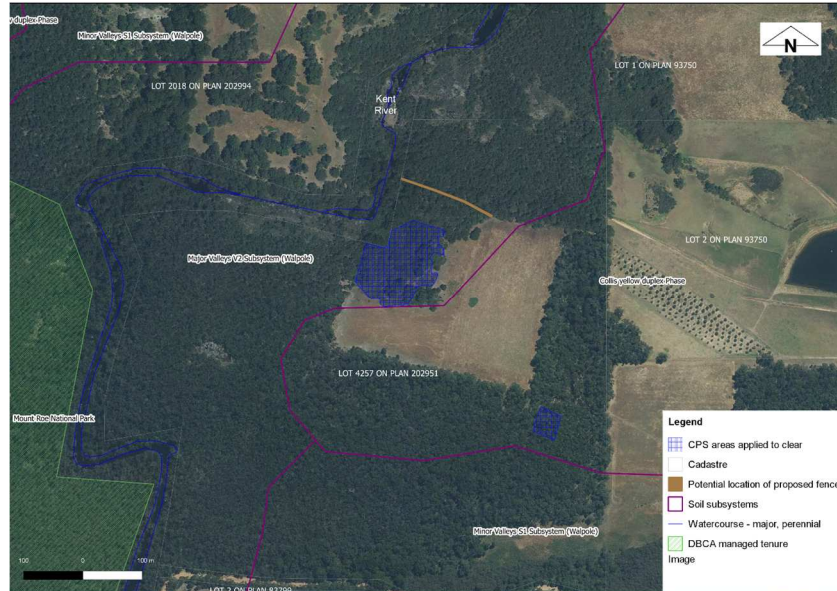 duplex-Phase
Minor Valleys S1 Subsystem (Walpole)
N
LOT 2018 ON PLAN 202994
LOT 1 ON PLAN 93750
Kent
River
LOT 2 ON PLAN 93750
Major Valleys V2 Subsystem (Walpole)
Collis yellow duplex-Phase
LOT 4257 ON PLAN 202951
Mount Roe National Park
Minor Valleys S1 Subsystem (Walpole)
Legend
CPS areas applied to clear
Cadastre
Potential location of proposed fence
Soil subsystems
Watercourse - major, perennial
DBCA managed tenure
Image
100 0 100 m
LOT 2 ON PLAN 83799